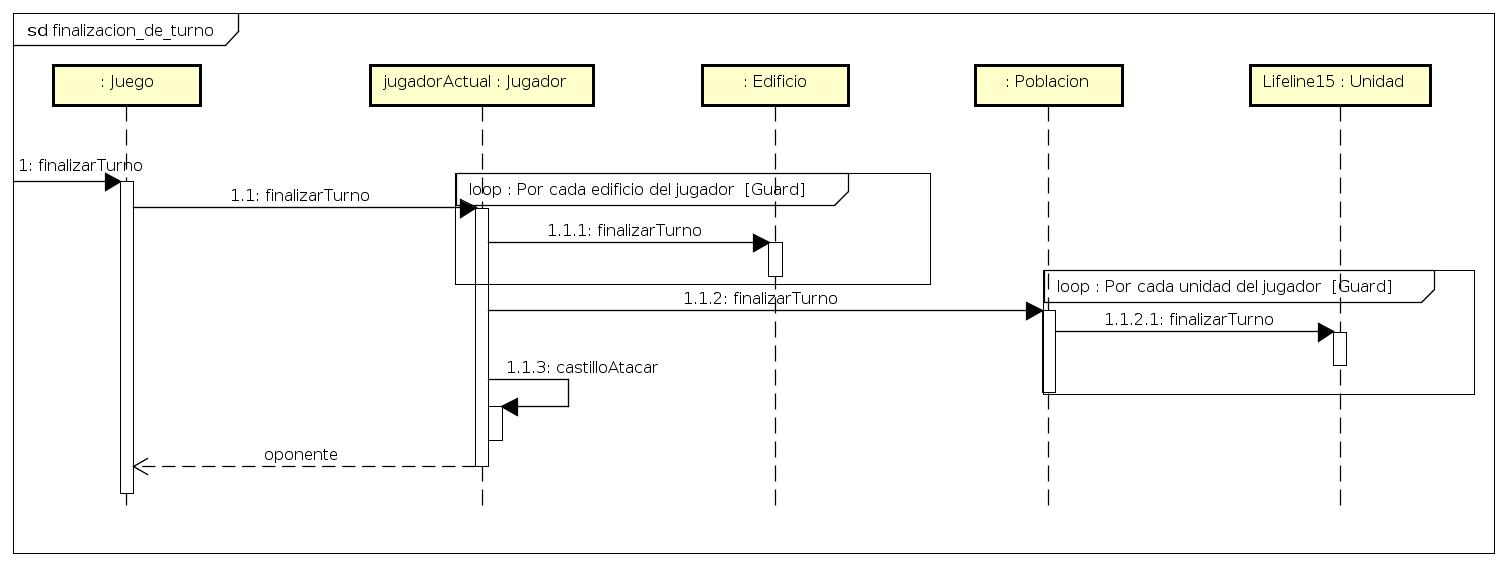 sd finalizacion_de_turno
: Juego
jugadorActual : Jugador
: Edificio
: Poblacion
Lifeline15 : Unidad
1: finalizarTurno
1.1: finalizarTurno
loop : Por cada edificio del jugador [Guard]
1.1.1: finalizarTurno
loop : Por cada unidad del jugador [Guard]
1.1.2: finalizarTurno
1.1.2.1: finalizarTurno
1.1.3: castilloAtacar
oponente